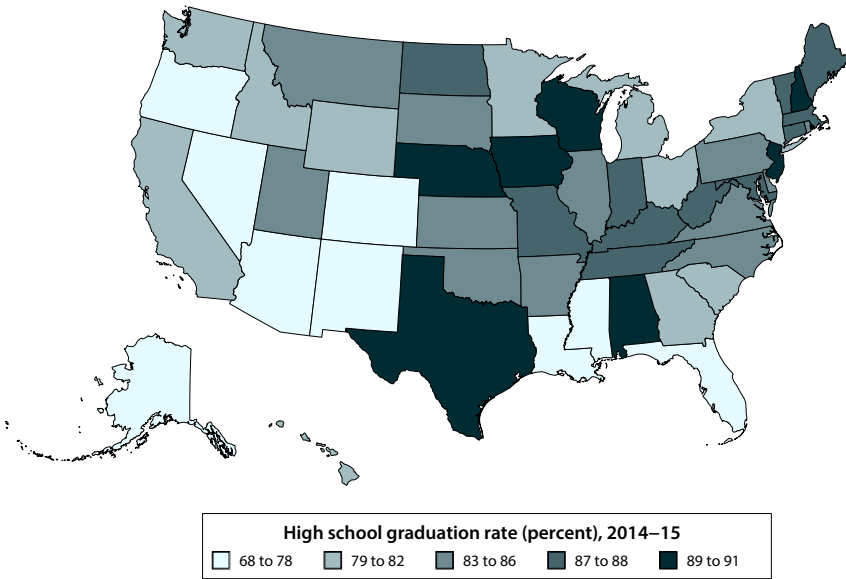 High school graduation rate (percent), 2014–15
68 to 78 79 to 82 83 to 86 87 to 88 89 to 91